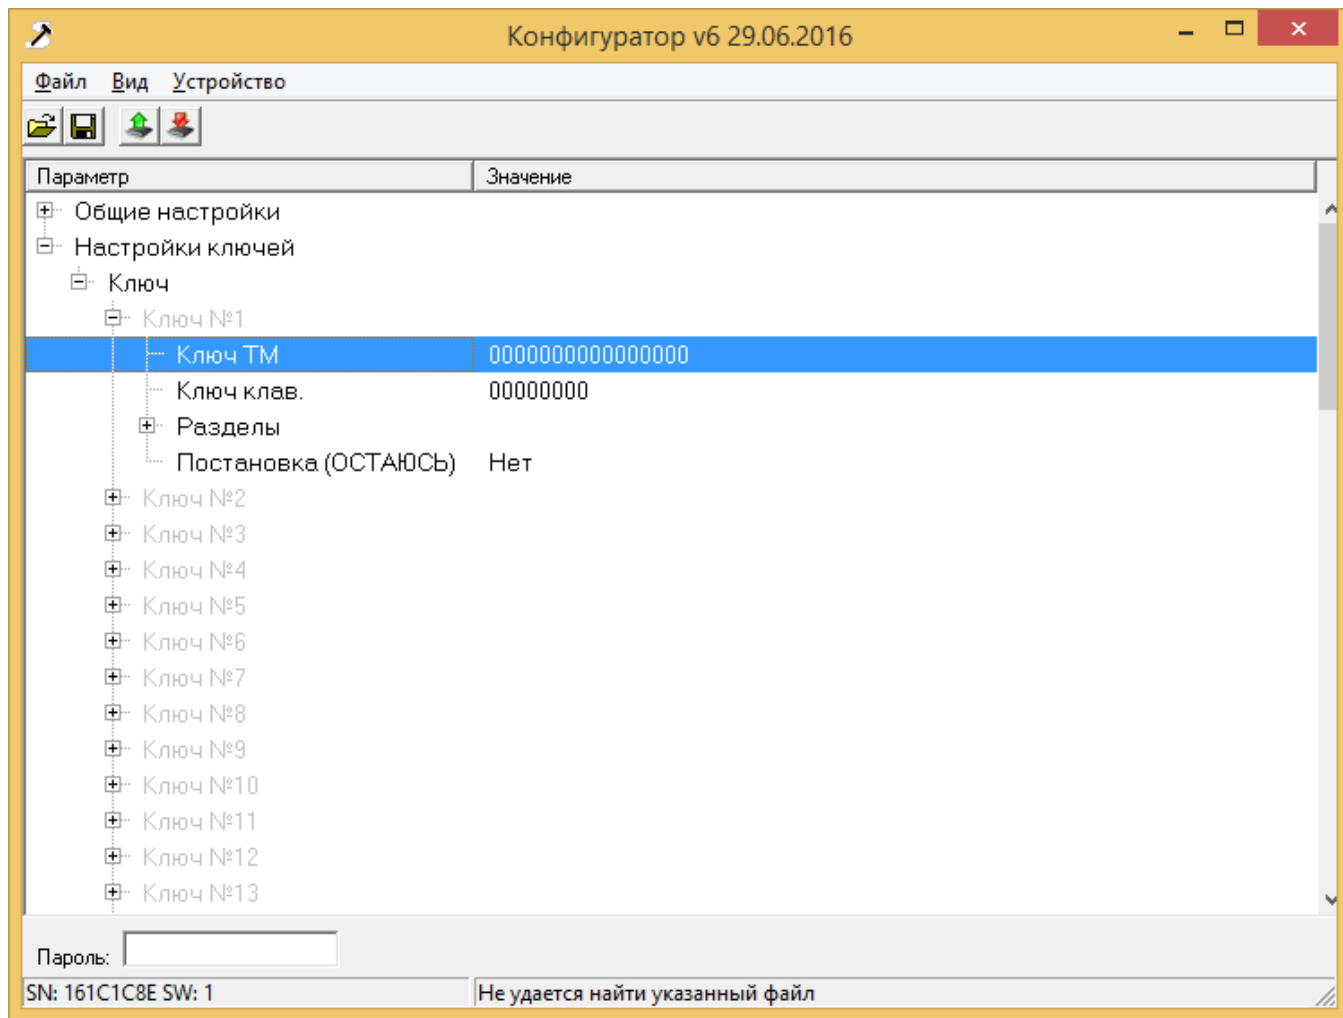 Конфигуратор v6 29.06.2016
Файл Вид Устройство
Параметр Значение
Общие настройки
Настройки ключей
Ключ
Ключ №1
Ключ ТМ 0000000000000000
Ключ клав. 00000000
Разделы
Постановка (ОСТАЮСЬ) Нет
Ключ №2
Ключ №3
Ключ №4
Ключ №5
Ключ №6
Ключ №7
Ключ №8
Ключ №9
Ключ №10
Ключ №11
Ключ №12
Ключ №13
Пароль:
SN: 161C1C8E SW: 1 Не удается найти указанный файл